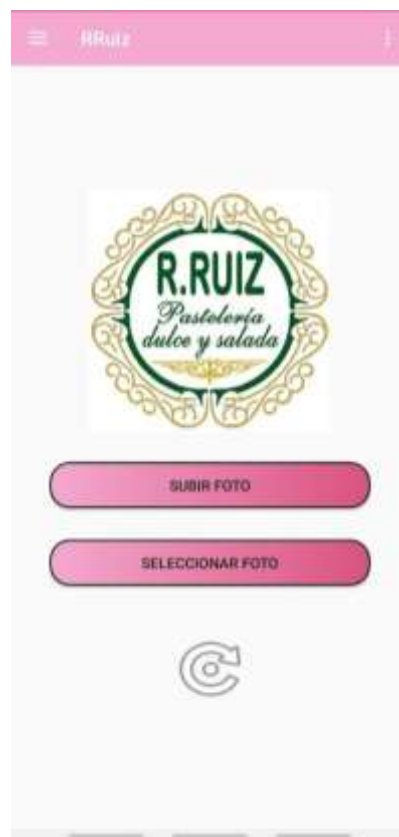 RRuiz
R.RUIZ
Pastelería
dulce y salada
SUBIR FOTO
SELECCIONAR FOTO